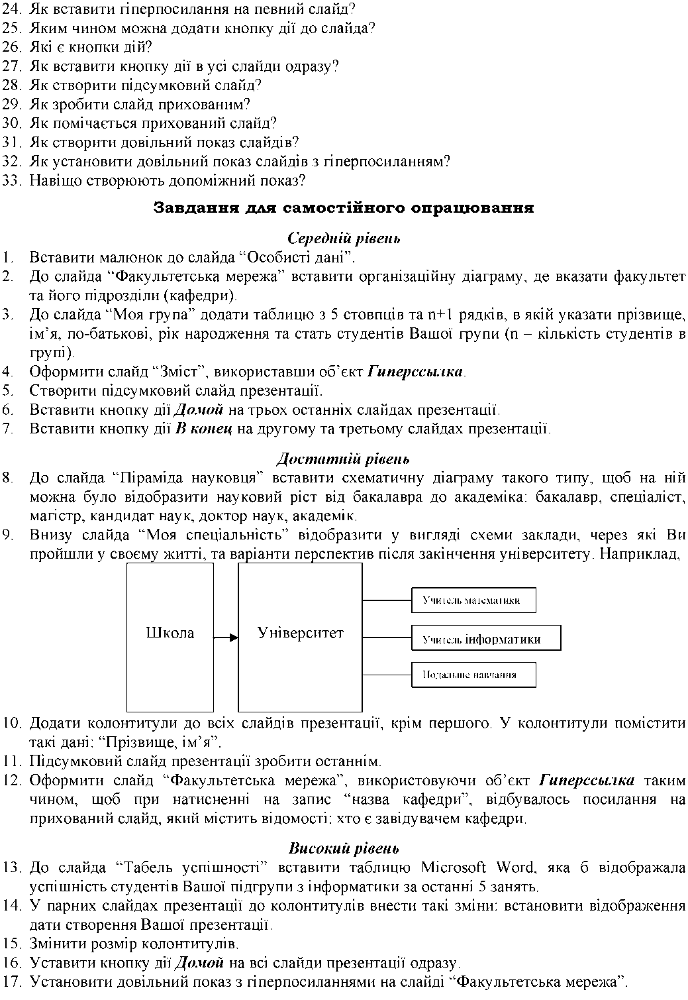 24. Як вставити гіперпосилання на певний слайд?
25. Яким чином можна додати кнопку дії до слайда?
26. Які є кнопки дій?
27. Як вставити кнопку дії в усі слайди одразу?
28. Як створити підсумковий слайд?
29. Як зробити слайд прихованим?
30. Як помічається прихований слайд?
31. Як створити довільний показ слайдів?
32. Як установити довільний показ слайдів з гіперпосиланням?
33. Навіщо створюють допоміжний показ?
Завдання для самостійного опрацювання
Середній рівень
1. Вставити малюнок до слайда “Особисті дані”.
2. До слайда “Факультетська мережа” вставити організаційну діаграму, де вказати факультет
та його підрозділи (кафедри).
3. До слайда “Моя група” додати таблицю з 5 стовпців та n+1 рядків, в якій указати прізвище,
ім’я, по-батькові, рік народження та стать студентів Вашої групи (n – кількість студентів в
групі).
4. Оформити слайд “Зміст”, використавши об’єкт Гиперссылка.
5. Створити підсумковий слайд презентації.
6. Вставити кнопку дії Домой на трьох останніх слайдах презентації.
7. Вставити кнопку дії В конец на другому та третьому слайдах презентації.
Достатній рівень
8. До слайда “Піраміда науковця” вставити схематичну діаграму такого типу, щоб на ній
можна було відобразити науковий ріст від бакалавра до академіка: бакалавр, спеціаліст,
магістр, кандидат наук, доктор наук, академік.
9. Внизу слайда “Моя спеціальність” відобразити у вигляді схеми заклади, через які Ви
пройшли у своєму житті, та варіанти перспектив після закінчення університету. Наприклад,
Учитель математики
Школа
Університет
Учитель інформатики
Подальше навчання
10. Додати колонтитули до всіх слайдів презентації, крім першого. У колонтитули помістити
такі дані: “Прізвище, ім’я”.
11. Підсумковий слайд презентації зробити останнім.
12. Оформити слайд “Факультетська мережа”, використовуючи об’єкт Гиперссылка таким
чином, щоб при натисненні на запис “назва кафедри”, відбувалось посилання на
прихований слайд, який містить відомості: хто є завідувачем кафедри.
Високий рівень
13. До слайда “Табель успішності” вставити таблицю Microsoft Word, яка б відображала
успішність студентів Вашої підгрупи з інформатики за останні 5 занять.
14. У парних слайдах презентації до колонтитулів внести такі зміни: встановити відображення
дати створення Вашої презентації.
15. Змінити розмір колонтитулів.
16. Уставити кнопку дії Домой на всі слайди презентації одразу.
17. Установити довільний показ з гіперпосиланнями на слайді “Факультетська мережа”.